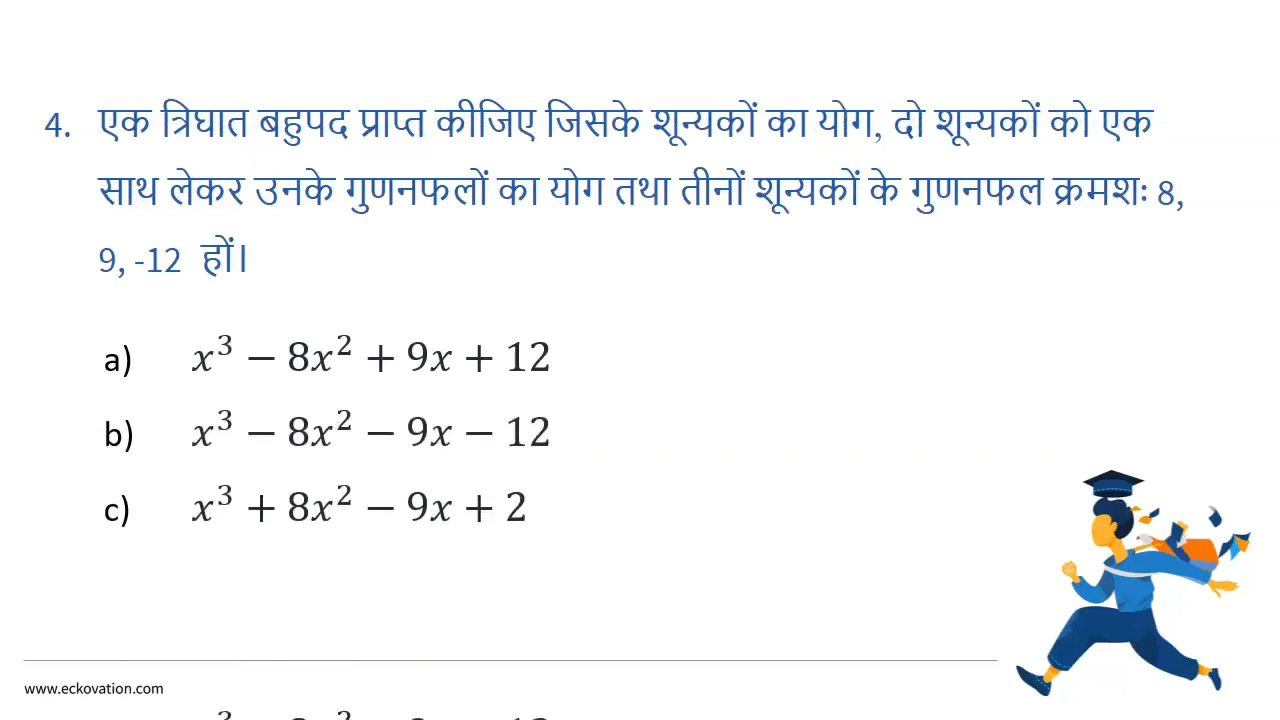 4. एक त्रिघात बहुपद प्राप्त कीजिए जिसके शून्यकों का योग, दो शून्यकों को एक
साथ लेकर उनके गुणनफलों का योग तथा तीनों शून्यकों के गुणनफल क्रमशः 8,
9, -12 हों।
a) x³ − 8x² + 9x + 12
b) x³ − 8x² − 9x − 12
c) x³ + 8x² − 9x + 2
www.eckovation.com